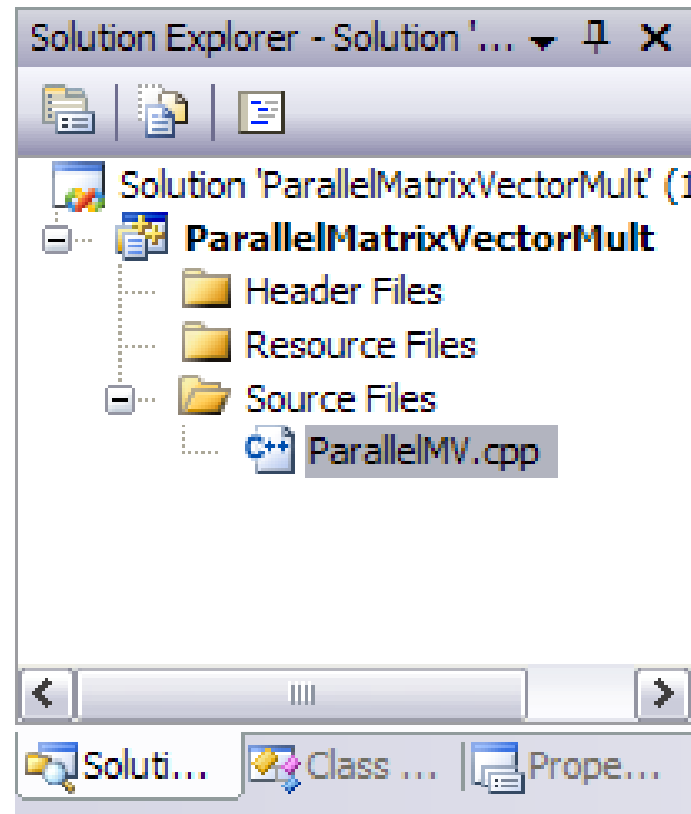 Solution Explorer - Solution '...
Solution 'ParallelMatrixVectorMult' (1
ParallelMatrixVectorMult
Header Files
Resource Files
Source Files
C++ ParallelMV.cpp
Soluti... Class ... Prope...